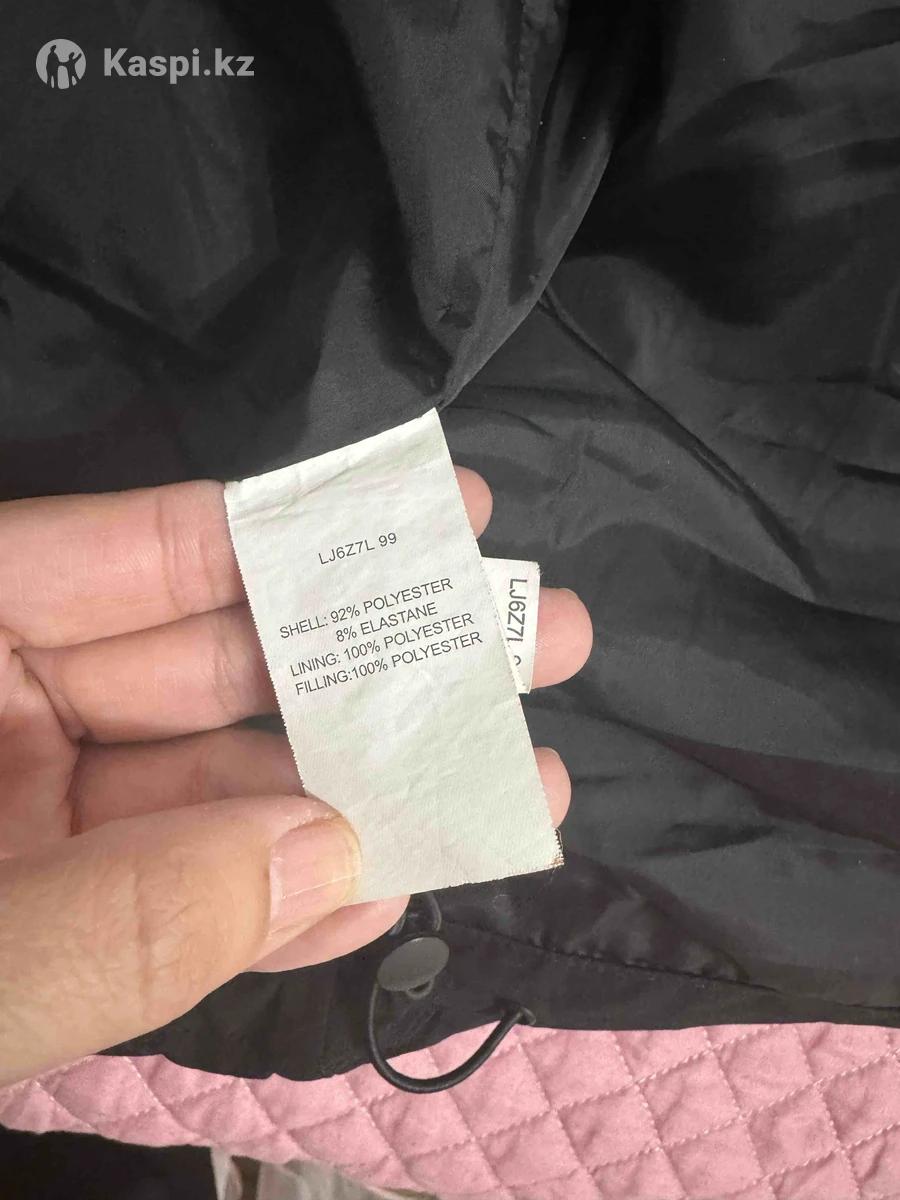 Kaspi.kz
LJ6Z7L 99
SHELL: 92% POLYESTER
8% ELASTANE
LINING: 100% POLYESTER
FILLING:100% POLYESTER
LJ6Z7L